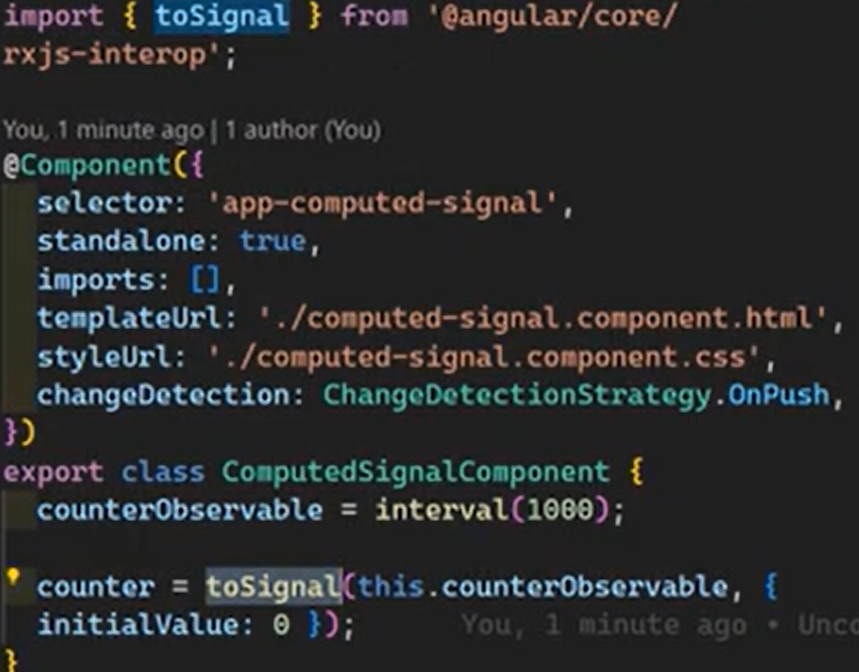 import { toSignal } from '@angular/core/
rxjs-interop';
You, 1 minute ago | 1 author (You)
@Component({
selector: 'app-computed-signal',
standalone: true,
imports: [],
templateUrl: './computed-signal.component.html',
styleUrl: './computed-signal.component.css',
changeDetection: ChangeDetectionStrategy.OnPush,
})
export class ComputedSignalComponent {
counterObservable = interval(1000);
counter = toSignal(this.counterObservable, {
initialValue: 0 }); You, 1 minute ago • Unco
}